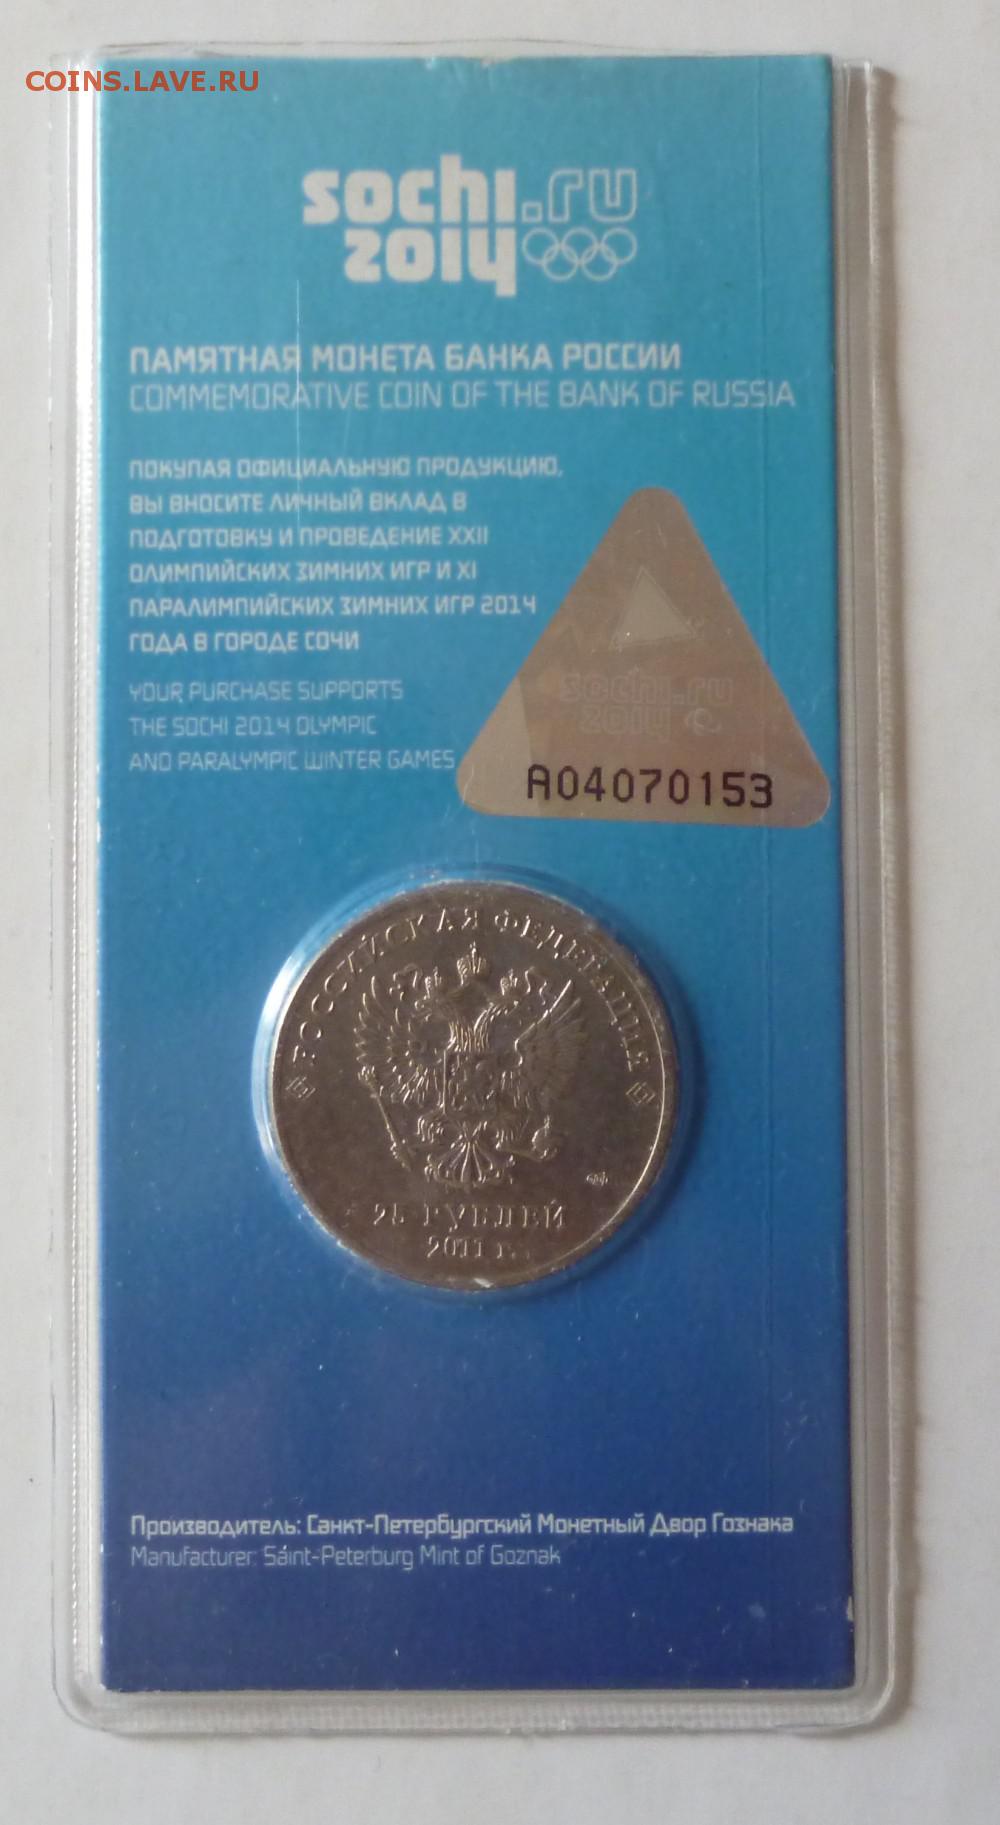 COINS.LAVE.RU
sochi.ru
2014
ПАМЯТНАЯ МОНЕТА БАНКА РОССИИ
COMMEMORATIVE COIN OF THE BANK OF RUSSIA
ПОКУПАЯ ОФИЦИАЛЬНУЮ ПРОДУКЦИЮ,
ВЫ ВНОСИТЕ ЛИЧНЫЙ ВКЛАД В
ПОДГОТОВКУ И ПРОВЕДЕНИЕ XXII
ОЛИМПИЙСКИХ ЗИМНИХ ИГР И XI
ПАРАЛИМПИЙСКИХ ЗИМНИХ ИГР 2014
ГОДА В ГОРОДЕ СОЧИ
YOUR PURCHASE SUPPORTS
THE SOCHI 2014 OLYMPIC
AND PARALYMPIC WINTER GAMES
sochi.ru
2014
A04070153
РОССИЙСКАЯ ФЕДЕРАЦИЯ
25 РУБЛЕЙ
2011 г.
Производитель: Санкт-Петербургский Монетный Двор Гознака
Manufacturer: Saint-Peterburg Mint of Goznak